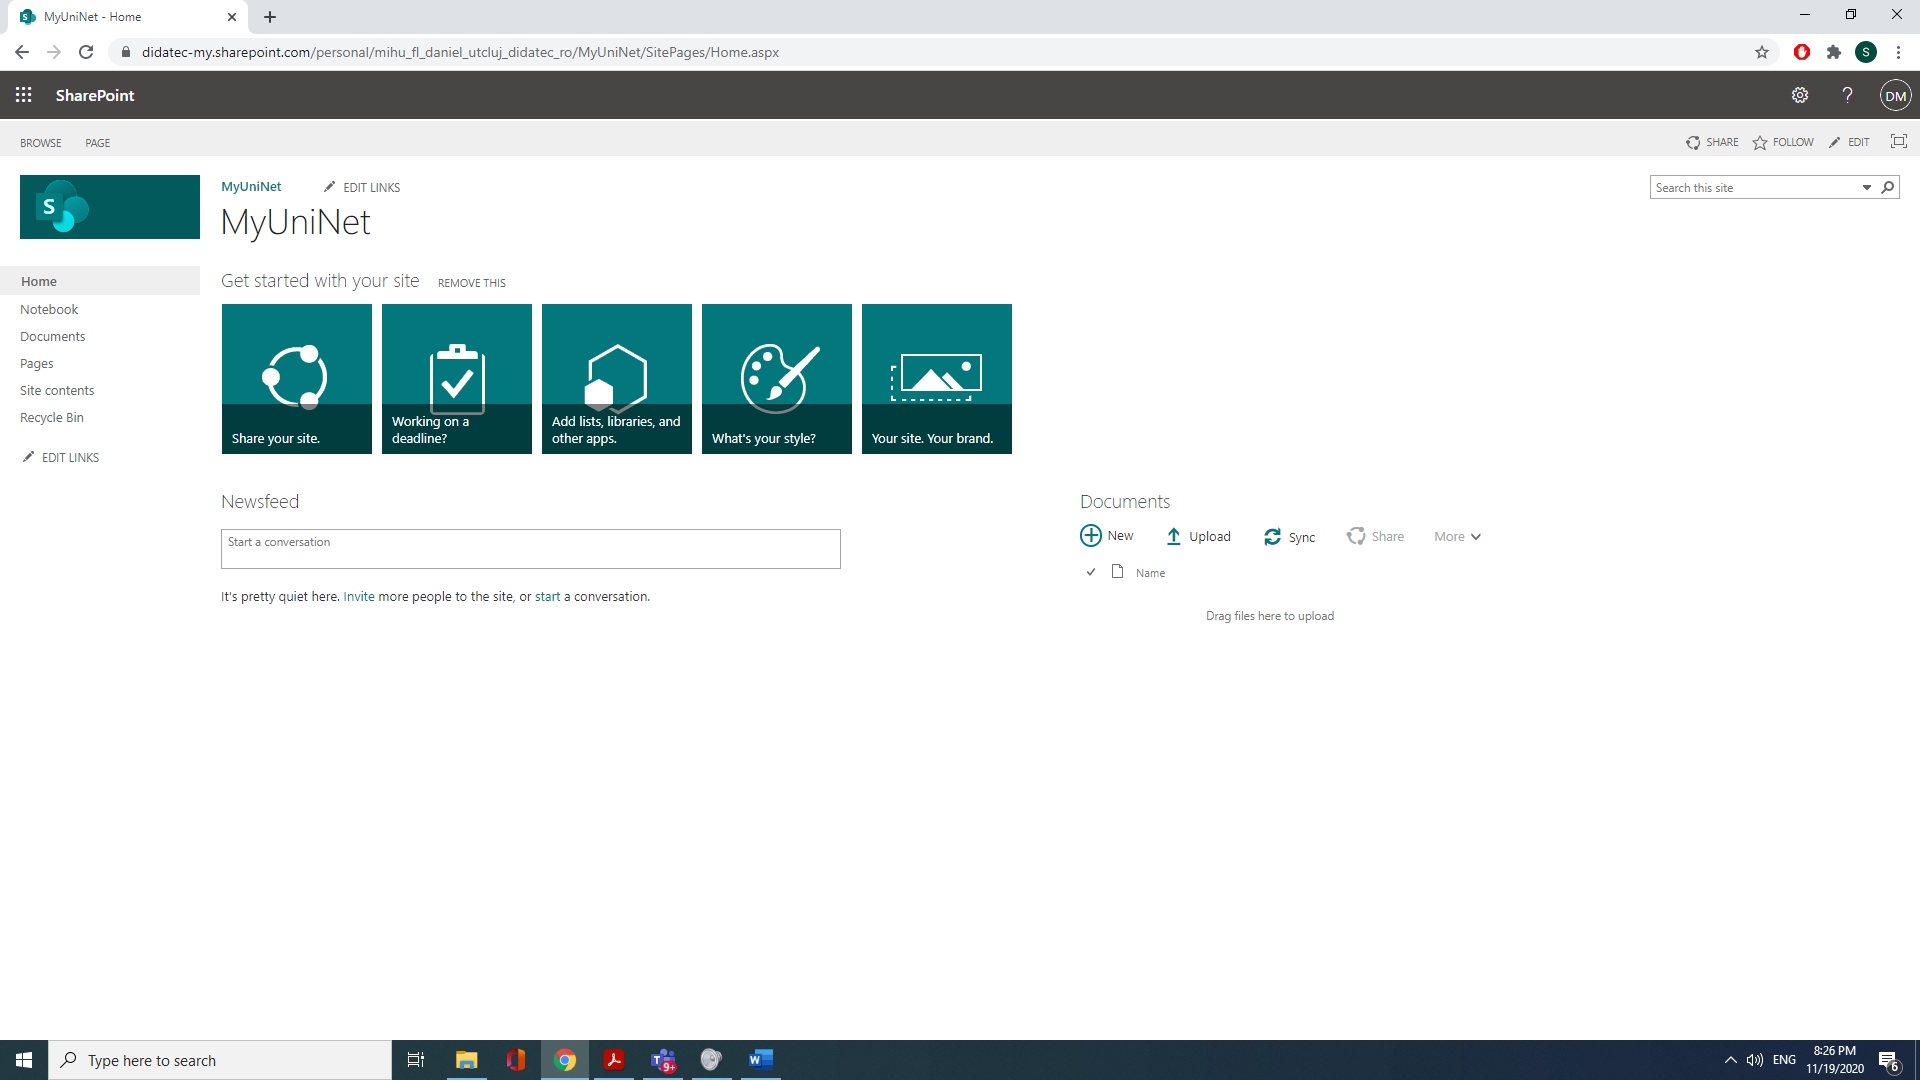 MyUniNet - Home
didatec-my.sharepoint.com/personal/mihu_fl_daniel_utcluj_didatec_ro/MyUniNet/SitePages/Home.aspx
S
SharePoint
?
DM
BROWSE PAGE
SHARE FOLLOW EDIT
S
MyUniNet EDIT LINKS
Search this site
MyUniNet
Home
Notebook
Documents
Pages
Site contents
Recycle Bin
EDIT LINKS
Get started with your site REMOVE THIS
Share your site.
Working on a
deadline?
Add lists, libraries, and
other apps.
What's your style?
Your site. Your brand.
Newsfeed
Start a conversation
It's pretty quiet here. Invite more people to the site, or start a conversation.
Documents
New Upload Sync Share More
Name
Drag files here to upload
Type here to search
T
9+
W
ENG
8:26 PM
11/19/2020
6